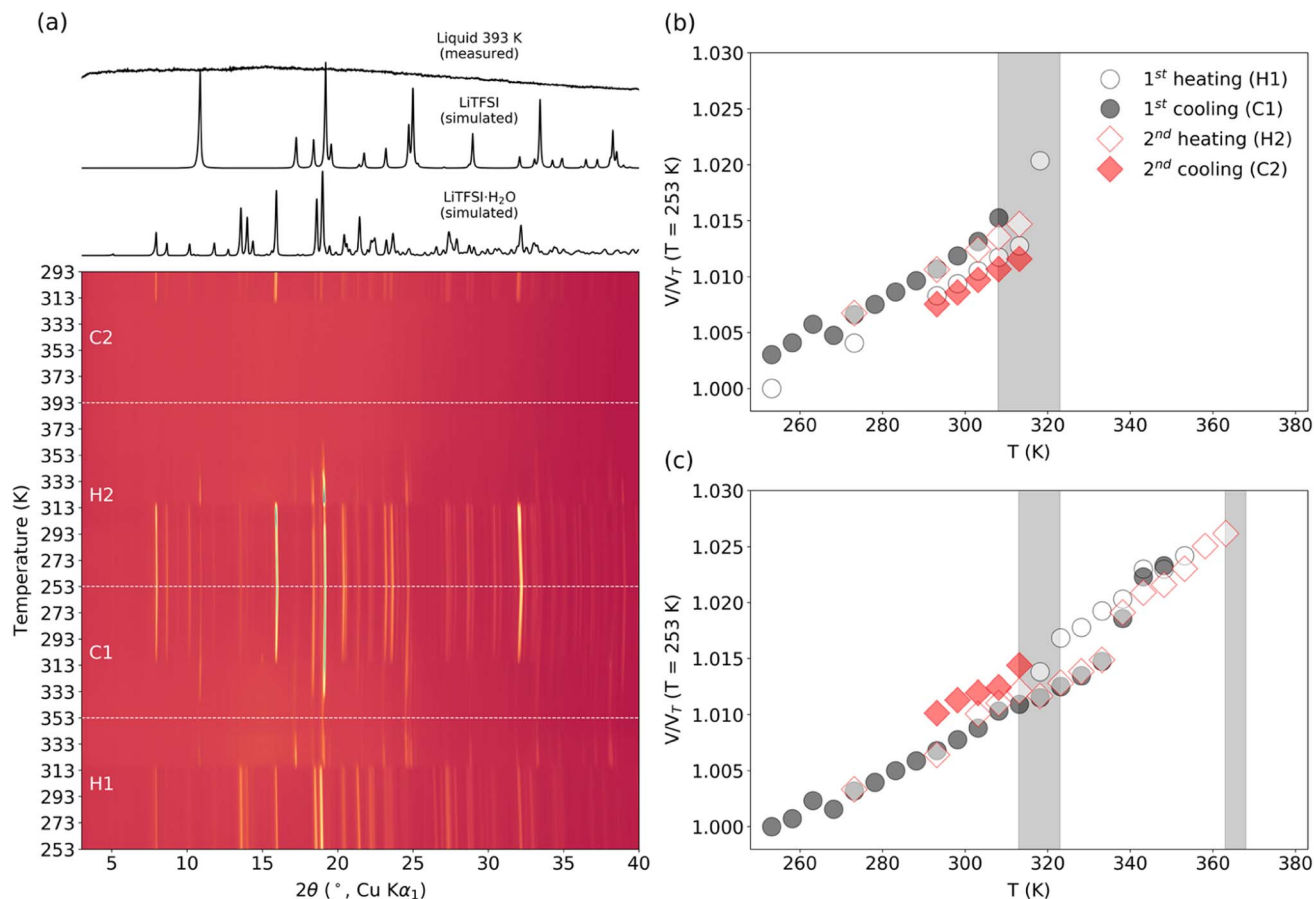 (a)
Liquid 393 K
(measured)
LiTFSI
(simulated)
LiTFSI·H₂O
(simulated)
293
313
333
353
373
393
373
353
333
313
293
273
253
273
293
313
333
353
333
313
293
273
253
C2
H2
C1
H1
Temperature (K)
5 10 15 20 25 30 35 40
2θ (°, Cu Kα₁)
(b)
1.030
1.025
1.020
1.015
1.010
1.005
1.000
V/V_T (T = 253 K)
1ˢᵗ heating (H1)
1ˢᵗ cooling (C1)
2ⁿᵈ heating (H2)
2ⁿᵈ cooling (C2)
260 280 300 320 340 360 380
T (K)
(c)
1.030
1.025
1.020
1.015
1.010
1.005
1.000
V/V_T (T = 253 K)
260 280 300 320 340 360 380
T (K)